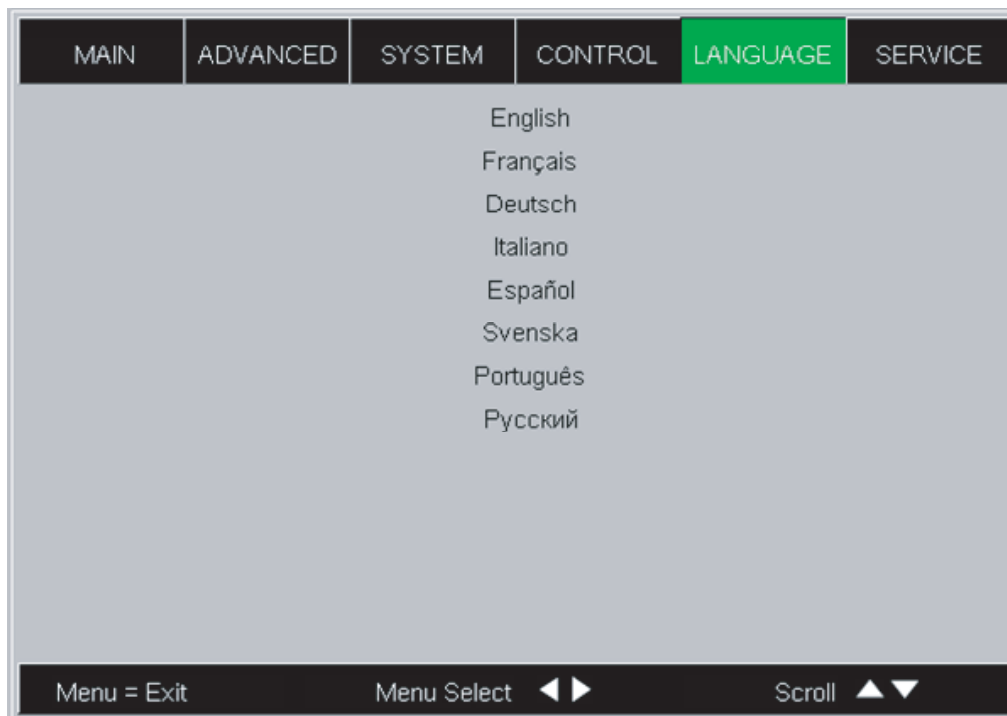 MAIN ADVANCED SYSTEM CONTROL LANGUAGE SERVICE
English
Français
Deutsch
Italiano
Español
Svenska
Português
Русский
Menu = Exit Menu Select Scroll